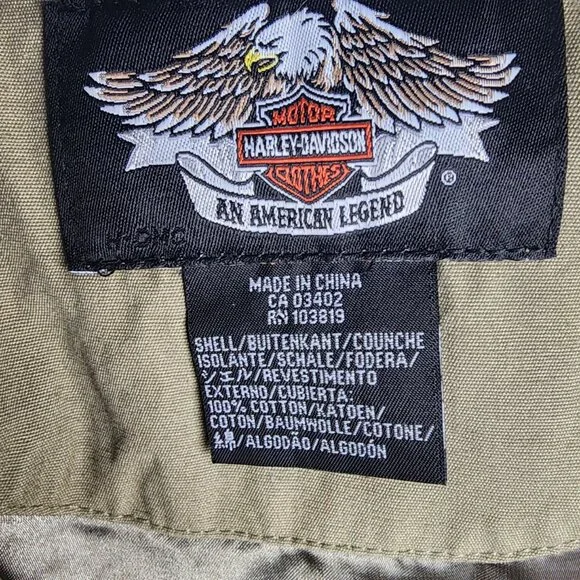 MOTOR
HARLEY-DAVIDSON
CLOTHES
AN AMERICAN LEGEND
®
H-DMC
MADE IN CHINA
CA 03402
RN 103819
SHELL/BUITENKANT/COUNCHE
ISOLANTE/SCHALE/FODERA/
シェル/REVESTIMENTO
EXTERNO/CUBIERTA:
100% COTTON/KATOEN/
COTON/BAUMWOLLE/COTONE/
綿/ALGODÃO/ALGODÓN